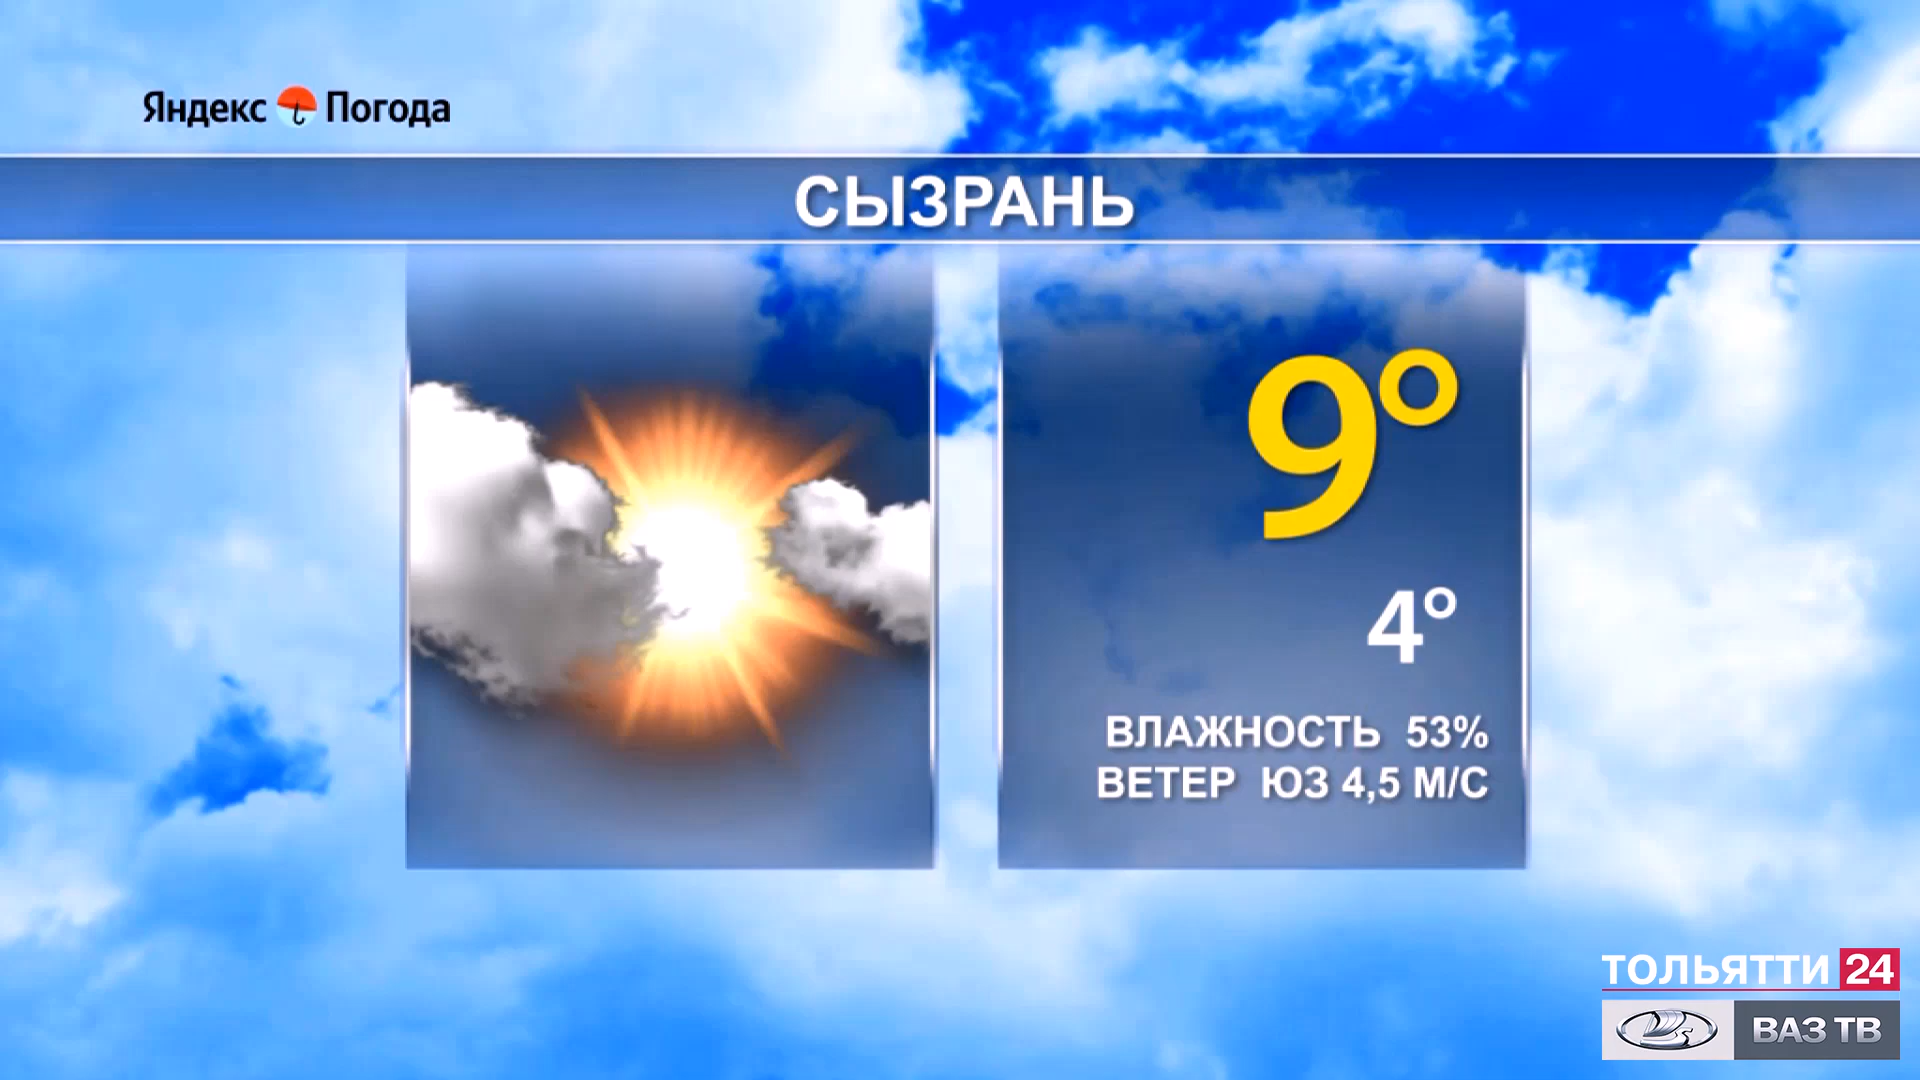 Яндекс Погода
СЫЗРАНЬ
9°
4°
ВЛАЖНОСТЬ 53%
ВЕТЕР ЮЗ 4,5 М/С
ТОЛЬЯТТИ 24
ВАЗ ТВ